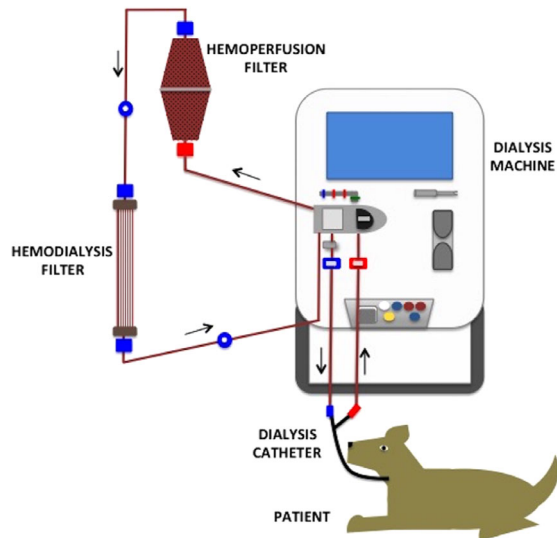 HEMOPERFUSION
FILTER
DIALYSIS
MACHINE
HEMODIALYSIS
FILTER
DIALYSIS
CATHETER
PATIENT